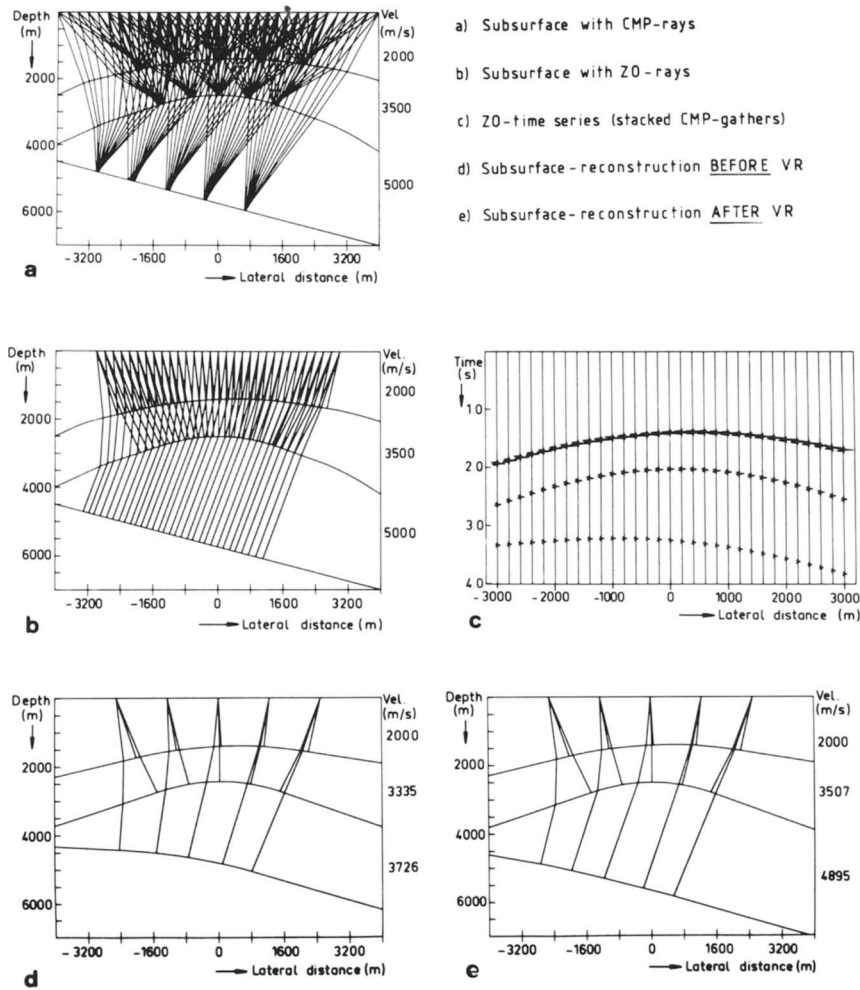 Depth
(m)
Vel.
(m/s)
2000
4000
6000
2000
3500
5000
-3200 -1600 0 1600 3200
Lateral distance (m)
a
a) Subsurface with CMP-rays
b) Subsurface with ZO-rays
c) ZO-time series (stacked CMP-gathers)
d) Subsurface-reconstruction BEFORE VR
e) Subsurface-reconstruction AFTER VR
Depth
(m)
Vel.
(m/s)
2000
4000
6000
2000
3500
5000
-3200 -1600 0 1600 3200
Lateral distance (m)
b
Time
(s)
1.0
2.0
3.0
4.0
-3000 -2000 -1000 0 1000 2000 3000
Lateral distance (m)
c
Depth
(m)
Vel.
(m/s)
2000
4000
6000
2000
3335
3726
-3200 -1600 0 1600 3200
Lateral distance (m)
d
Depth
(m)
Vel.
(m/s)
2000
4000
6000
2000
3507
4895
-3200 -1600 0 1600 3200
Lateral distance (m)
e